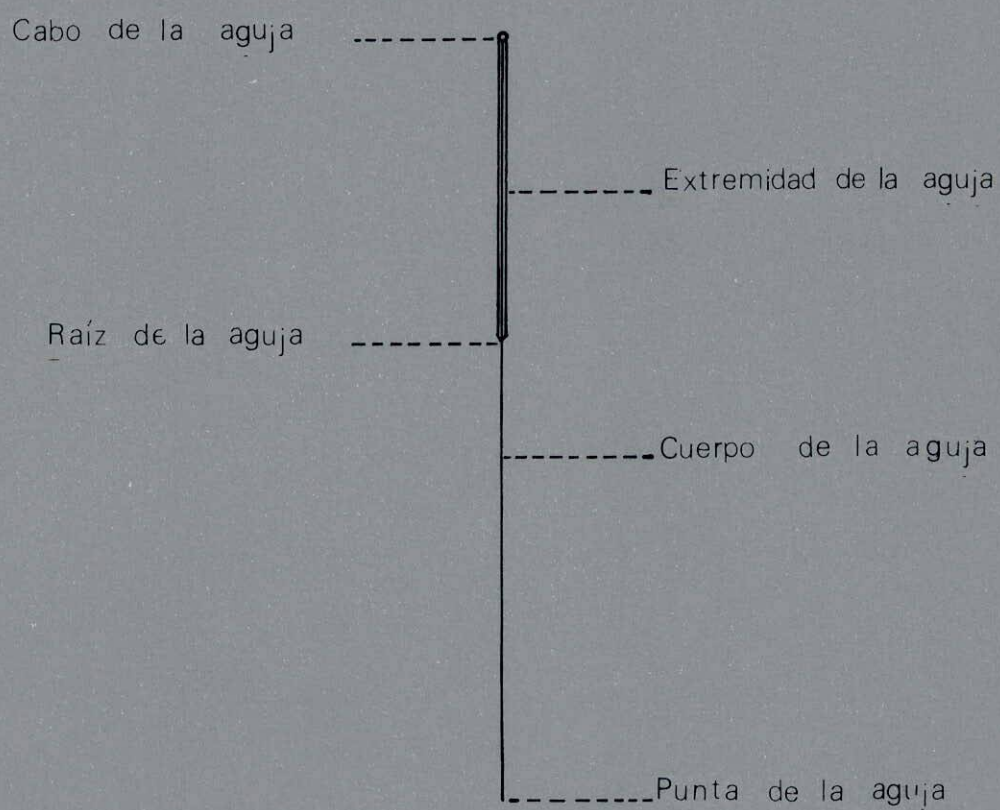 Cabo de la aguja
Extremidad de la aguja
Raíz de la aguja
Cuerpo de la aguja
Punta de la aguja